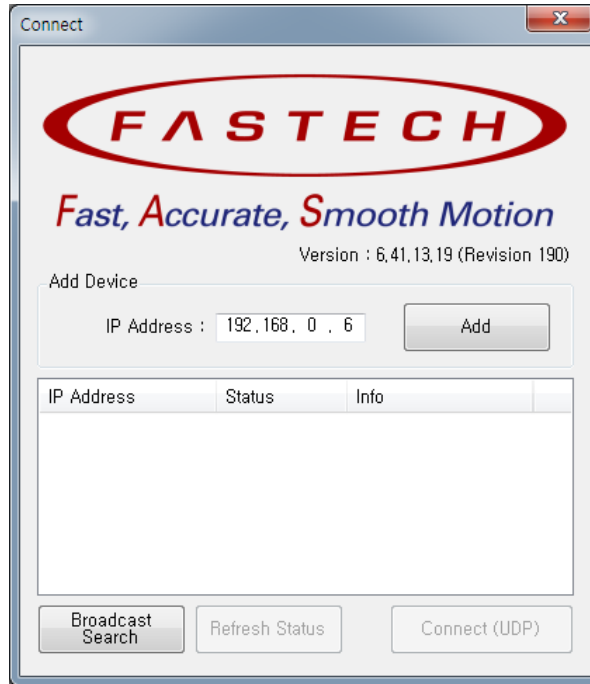 Connect
FASTECH
Fast, Accurate, Smooth Motion
Version : 6,41,13,19 (Revision 190)
Add Device
IP Address : 192.168. 0 . 6 Add
IP Address Status Info
Broadcast Search Refresh Status Connect (UDP)